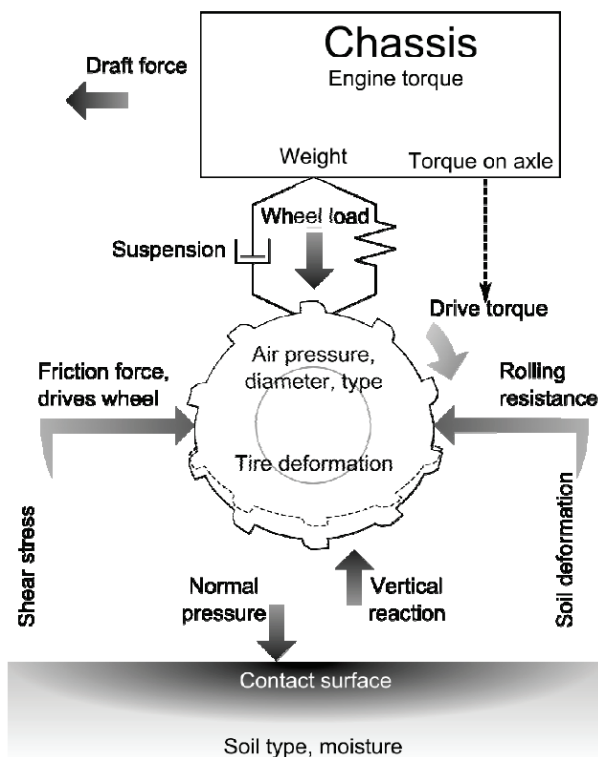 Chassis
Engine torque
Draft force
Weight
Torque on axle
Wheel load
Suspension
Drive torque
Air pressure,
diameter, type
Friction force,
drives wheel
Rolling
resistance
Tire deformation
Shear stress
Soil deformation
Normal
pressure
Vertical
reaction
Contact surface
Soil type, moisture